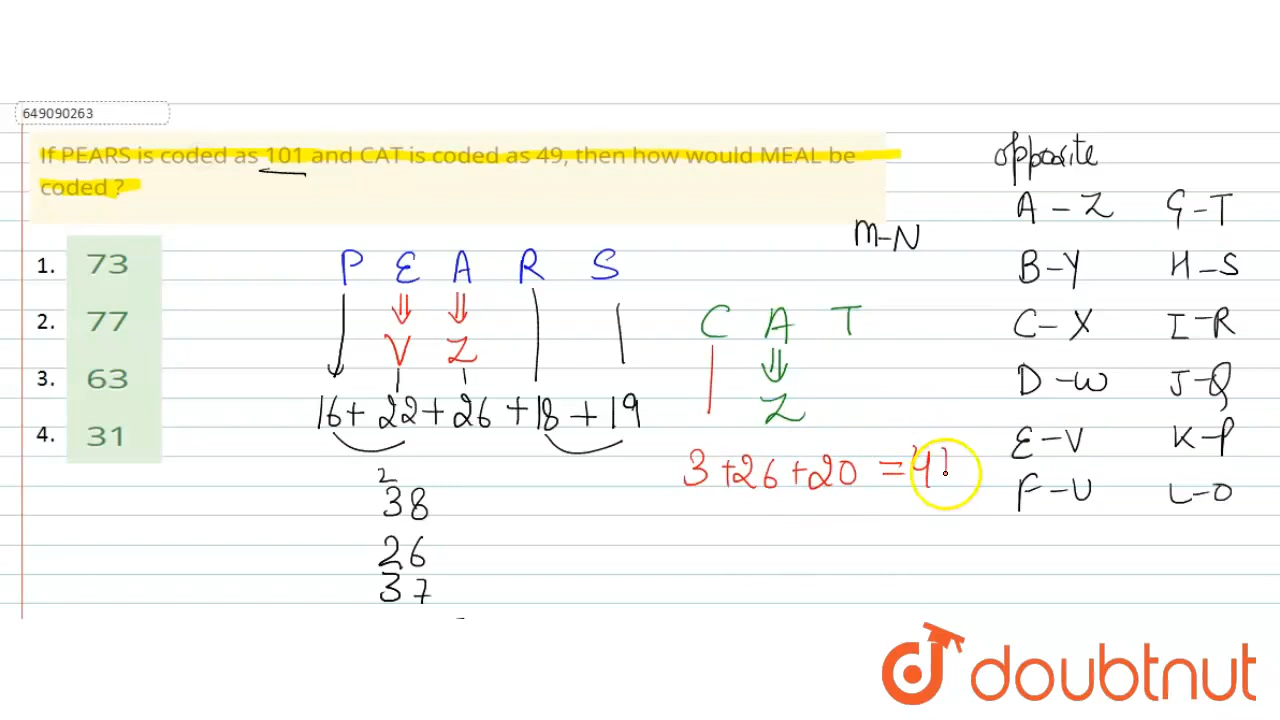 649090263
If PEARS is coded as 101 and CAT is coded as 49, then how would MEAL be
coded ?
1. 73
2. 77
3. 63
4. 31
P E A R S
V Z
16+ 22+ 26 +18 + 19
2
38
26
37
C A T
Z
3 +26 +20 =4
M-N
opposite
A - Z G-T
B-Y H-S
C- X I-R
D-W J-Q
E-V K-P
F-U L-O
doubtnut